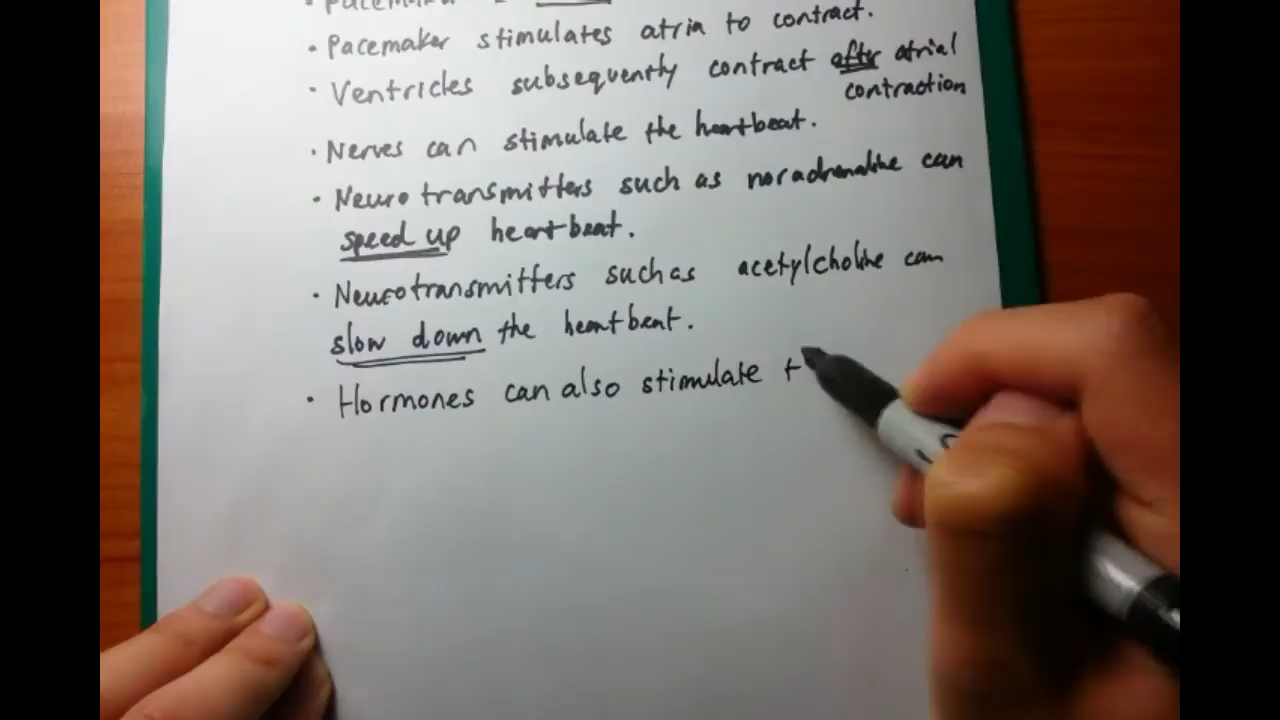 • Pacemaker
• Pacemaker stimulates atria to contract.
• Ventricles subsequently contract after atrial
contraction
• Nerves can stimulate the heartbeat.
• Neurotransmitters such as noradrenaline can
speed up heartbeat.
• Neurotransmitters such as acetylcholine can
slow down the heartbeat.
• Hormones can also stimulate t